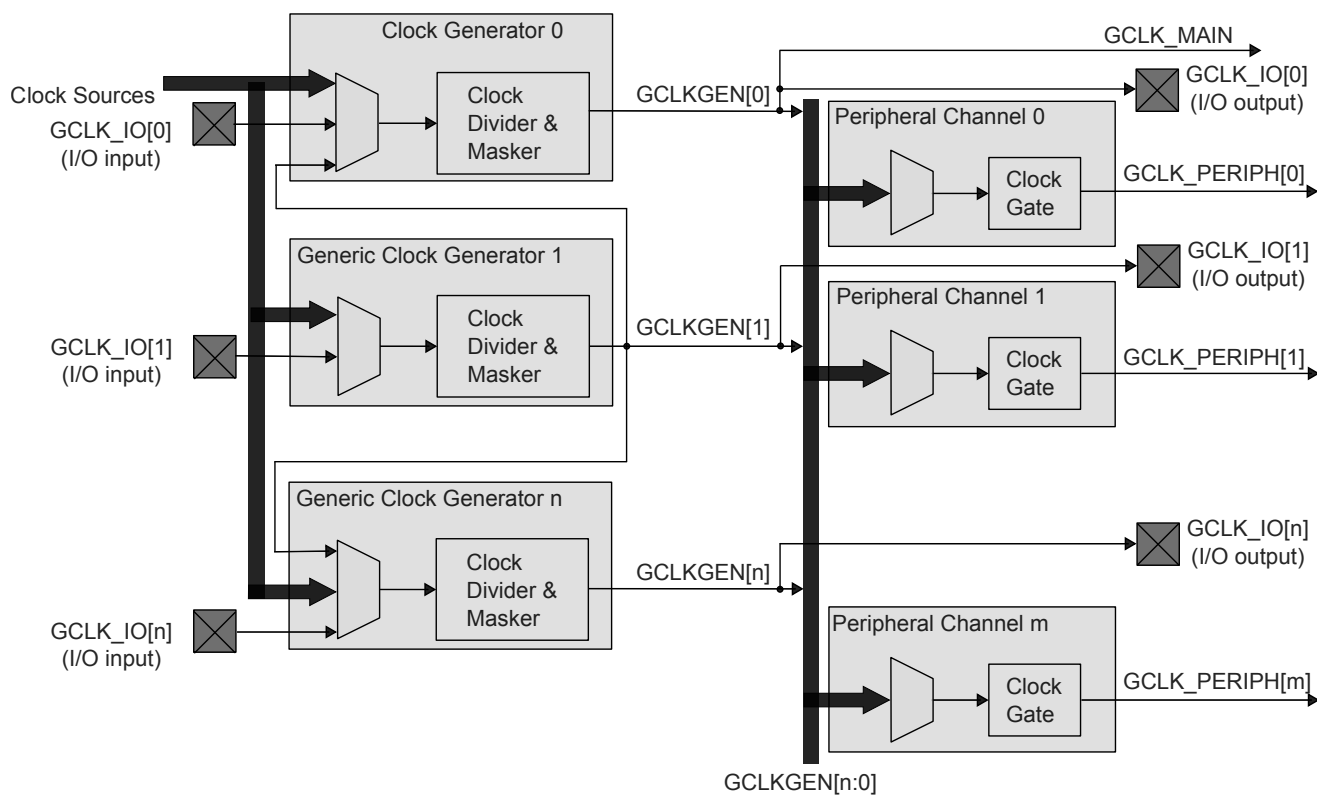 Clock Generator 0
GCLK_MAIN
Clock Sources
GCLK_IO[0]
(I/O input)
Clock
Divider &
Masker
GCLKGEN[0]
GCLK_IO[0]
(I/O output)
Peripheral Channel 0
Clock
Gate
GCLK_PERIPH[0]
Generic Clock Generator 1
GCLK_IO[1]
(I/O input)
Clock
Divider &
Masker
GCLKGEN[1]
GCLK_IO[1]
(I/O output)
Peripheral Channel 1
Clock
Gate
GCLK_PERIPH[1]
Generic Clock Generator n
GCLK_IO[n]
(I/O input)
Clock
Divider &
Masker
GCLKGEN[n]
GCLK_IO[n]
(I/O output)
Peripheral Channel m
Clock
Gate
GCLK_PERIPH[m]
GCLKGEN[n:0]